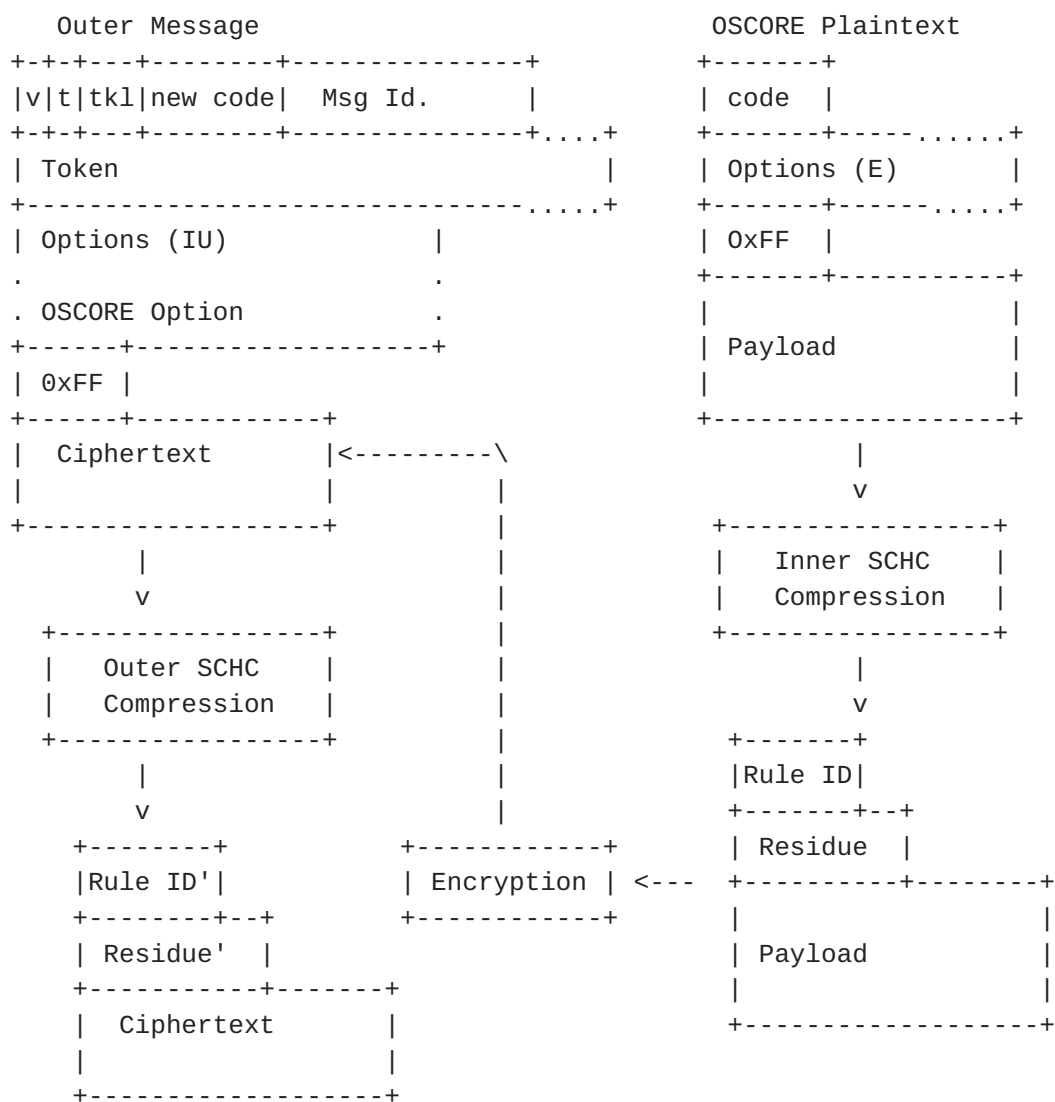 Outer Message OSCORE Plaintext
|v|t|tkl|new code| Msg Id. | | code |
| Token | | Options (E) |
| Options (IU) | | OxFF |
. OSCORE Option .
| Payload |
| 0xFF |
| Ciphertext |<---------\
| Inner SCHC |
| Compression |
| Outer SCHC |
| Compression |
|Rule ID|
| Residue |
|Rule ID'| | Encryption | <---
| Residue' | | Payload |
| Ciphertext |